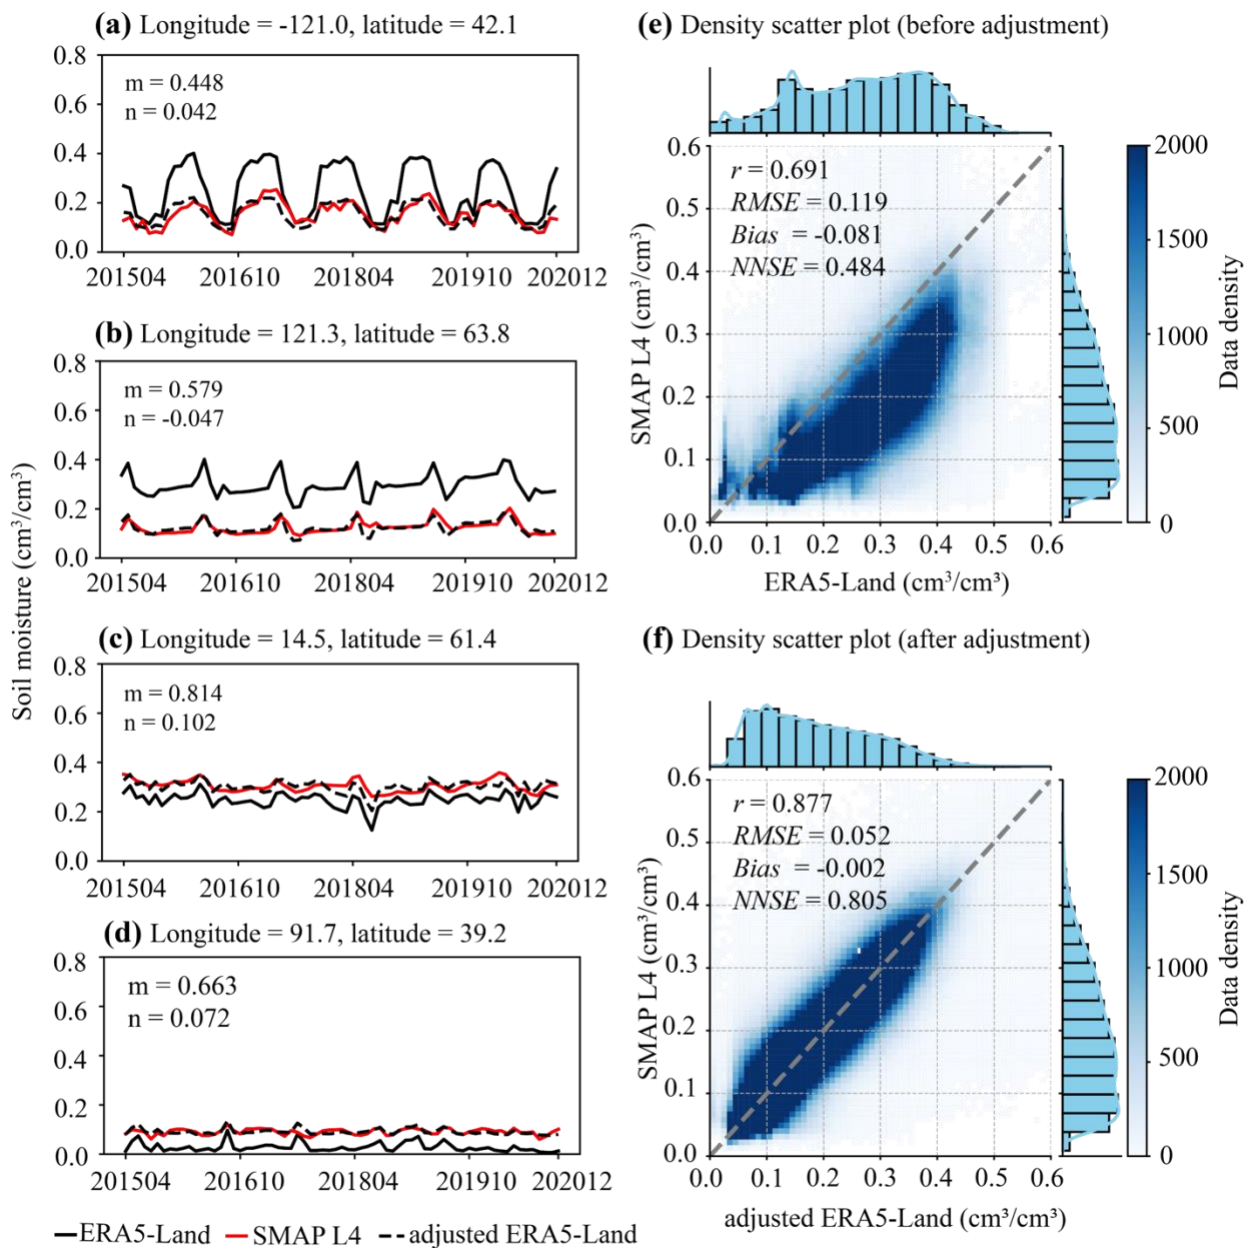 (a) Longitude = -121.0, latitude = 42.1
m = 0.448
n = 0.042
0.8
0.6
0.4
0.2
0.0
201504 201610 201804 201910 202012
(b) Longitude = 121.3, latitude = 63.8
m = 0.579
n = -0.047
0.8
0.6
0.4
0.2
0.0
201504 201610 201804 201910 202012
Soil moisture (cm³/cm³)
(c) Longitude = 14.5, latitude = 61.4
m = 0.814
n = 0.102
0.8
0.6
0.4
0.2
0.0
201504 201610 201804 201910 202012
(d) Longitude = 91.7, latitude = 39.2
m = 0.663
n = 0.072
0.8
0.6
0.4
0.2
0.0
201504 201610 201804 201910 202012
ERA5-Land SMAP L4 adjusted ERA5-Land
(e) Density scatter plot (before adjustment)
r = 0.691
RMSE = 0.119
Bias = -0.081
NNSE = 0.484
0.6
0.5
0.4
0.3
0.2
0.1
0.0
SMAP L4 (cm³/cm³)
0.0 0.1 0.2 0.3 0.4 0.5 0.6
ERA5-Land (cm³/cm³)
2000
1500
1000
500
0
Data density
(f) Density scatter plot (after adjustment)
r = 0.877
RMSE = 0.052
Bias = -0.002
NNSE = 0.805
0.6
0.5
0.4
0.3
0.2
0.1
0.0
SMAP L4 (cm³/cm³)
0.0 0.1 0.2 0.3 0.4 0.5 0.6
adjusted ERA5-Land (cm³/cm³)
2000
1500
1000
500
0
Data density